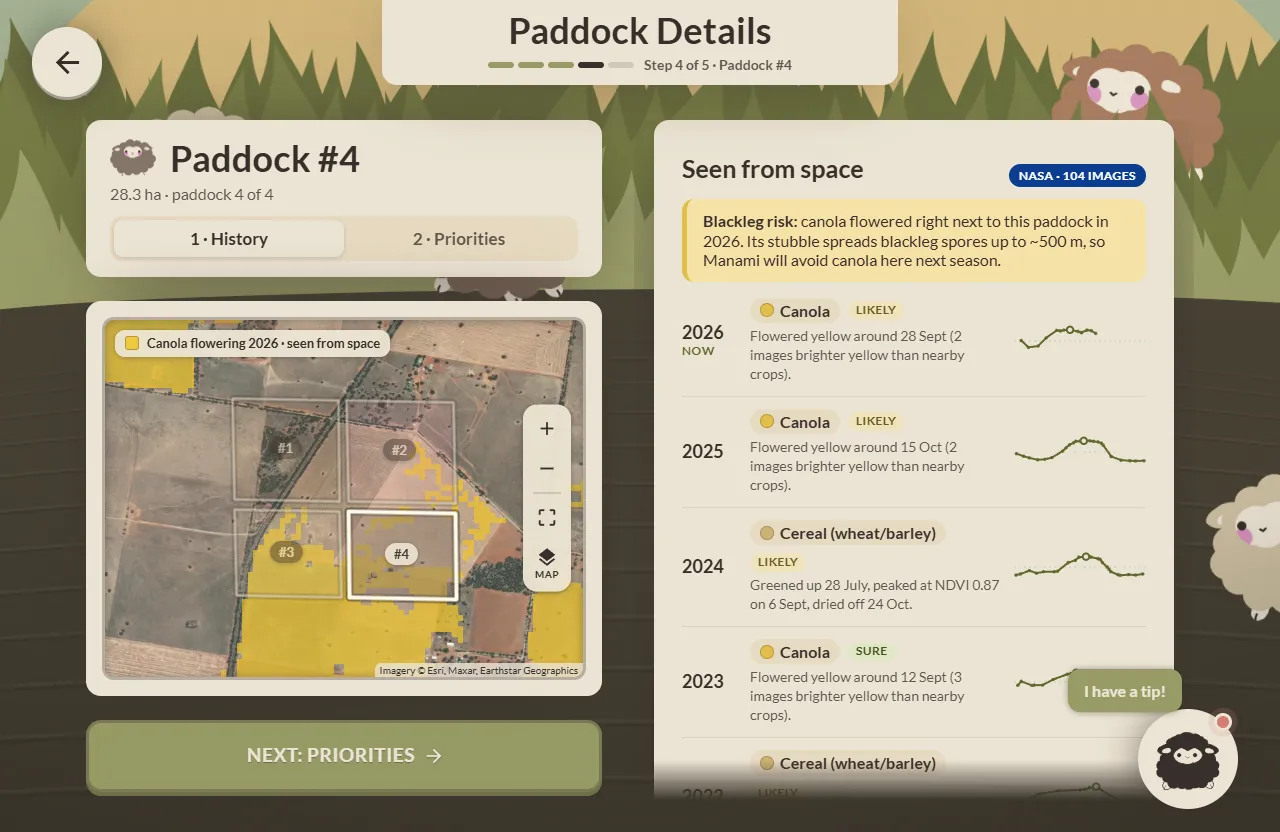 Paddock Details
Step 4 of 5 · Paddock #4
Paddock #4
28.3 ha · paddock 4 of 4
1 · History
2 · Priorities
Canola flowering 2026 · seen from space
#1
#2
#3
#4
+
−
MAP
Imagery © Esri, Maxar, Earthstar Geographics
NEXT: PRIORITIES →
Seen from space
NASA · 104 IMAGES
Blackleg risk: canola flowered right next to this paddock in
2026. Its stubble spreads blackleg spores up to ~500 m, so
Manami will avoid canola here next season.
2026
NOW
Canola
LIKELY
Flowered yellow around 28 Sept (2
images brighter yellow than nearby
crops).
2025
Canola
LIKELY
Flowered yellow around 15 Oct (2
images brighter yellow than nearby
crops).
2024
Cereal (wheat/barley)
LIKELY
Greened up 28 July, peaked at NDVI 0.87
on 6 Sept, dried off 24 Oct.
2023
Canola
SURE
Flowered yellow around 12 Sept (3
images brighter yellow than nearby
crops).
2022
Cereal (wheat/barley)
LIKELY
I have a tip!